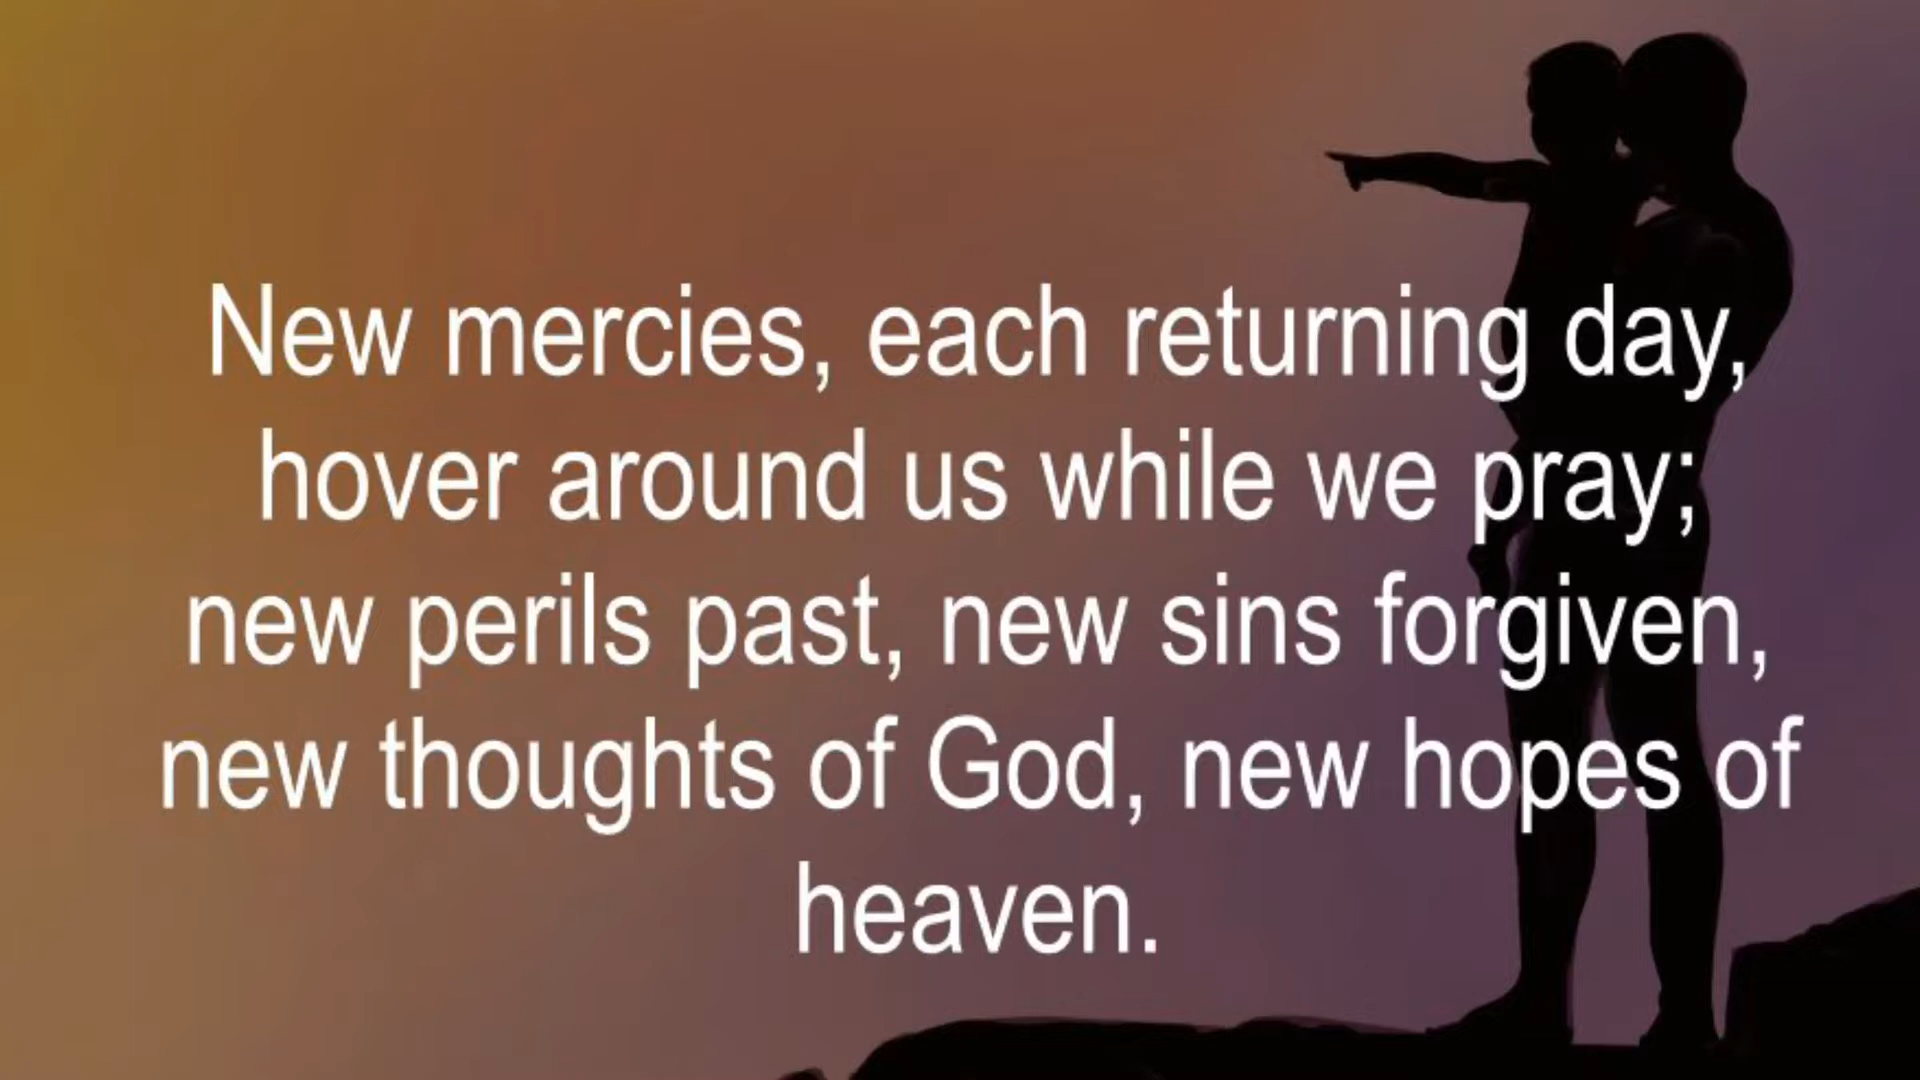 New mercies, each returning day,
hover around us while we pray;
new perils past, new sins forgiven,
new thoughts of God, new hopes of
heaven.